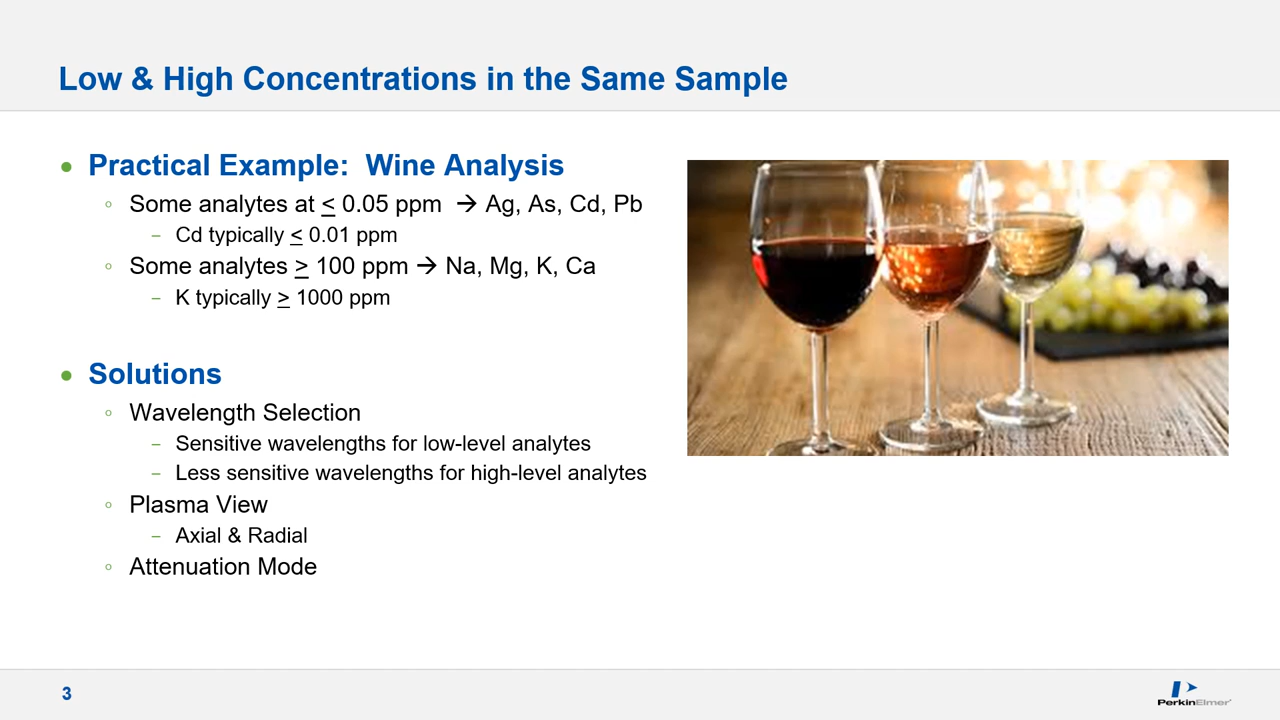 Low & High Concentrations in the Same Sample
Practical Example:  Wine Analysis
Some analytes at < 0.05 ppm → Ag, As, Cd, Pb
Cd typically < 0.01 ppm
Some analytes > 100 ppm → Na, Mg, K, Ca
K typically > 1000 ppm
Solutions
Wavelength Selection
Sensitive wavelengths for low-level analytes
Less sensitive wavelengths for high-level analytes
Plasma View
Axial & Radial
Attenuation Mode
3
PerkinElmer